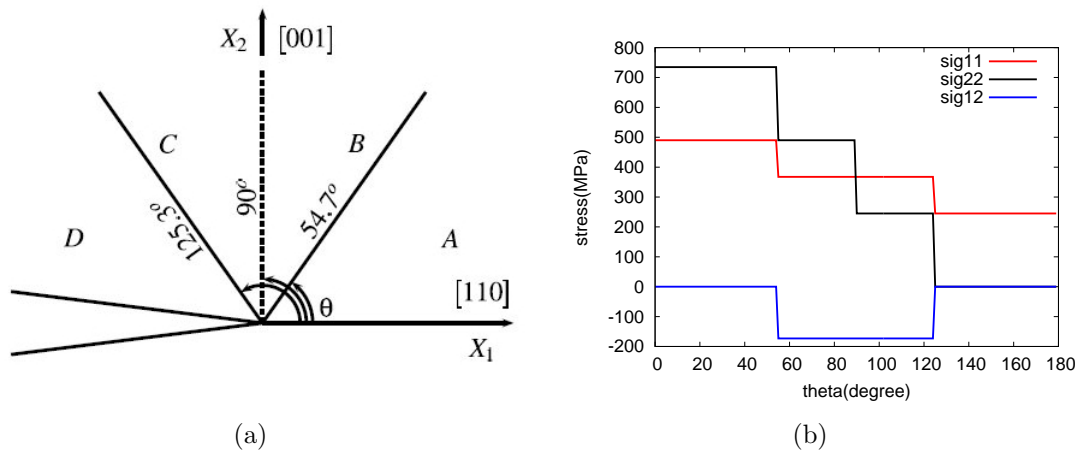 X₂ [001]
C
B
90°
125,3°
54.7°
D
A
[110]
θ
X₁
(a)
800
700
600
500
400
300
200
100
0
-100
-200
stress(MPa)
sig11
sig22
sig12
0 20 40 60 80 100 120 140 160 180
theta(degree)
(b)